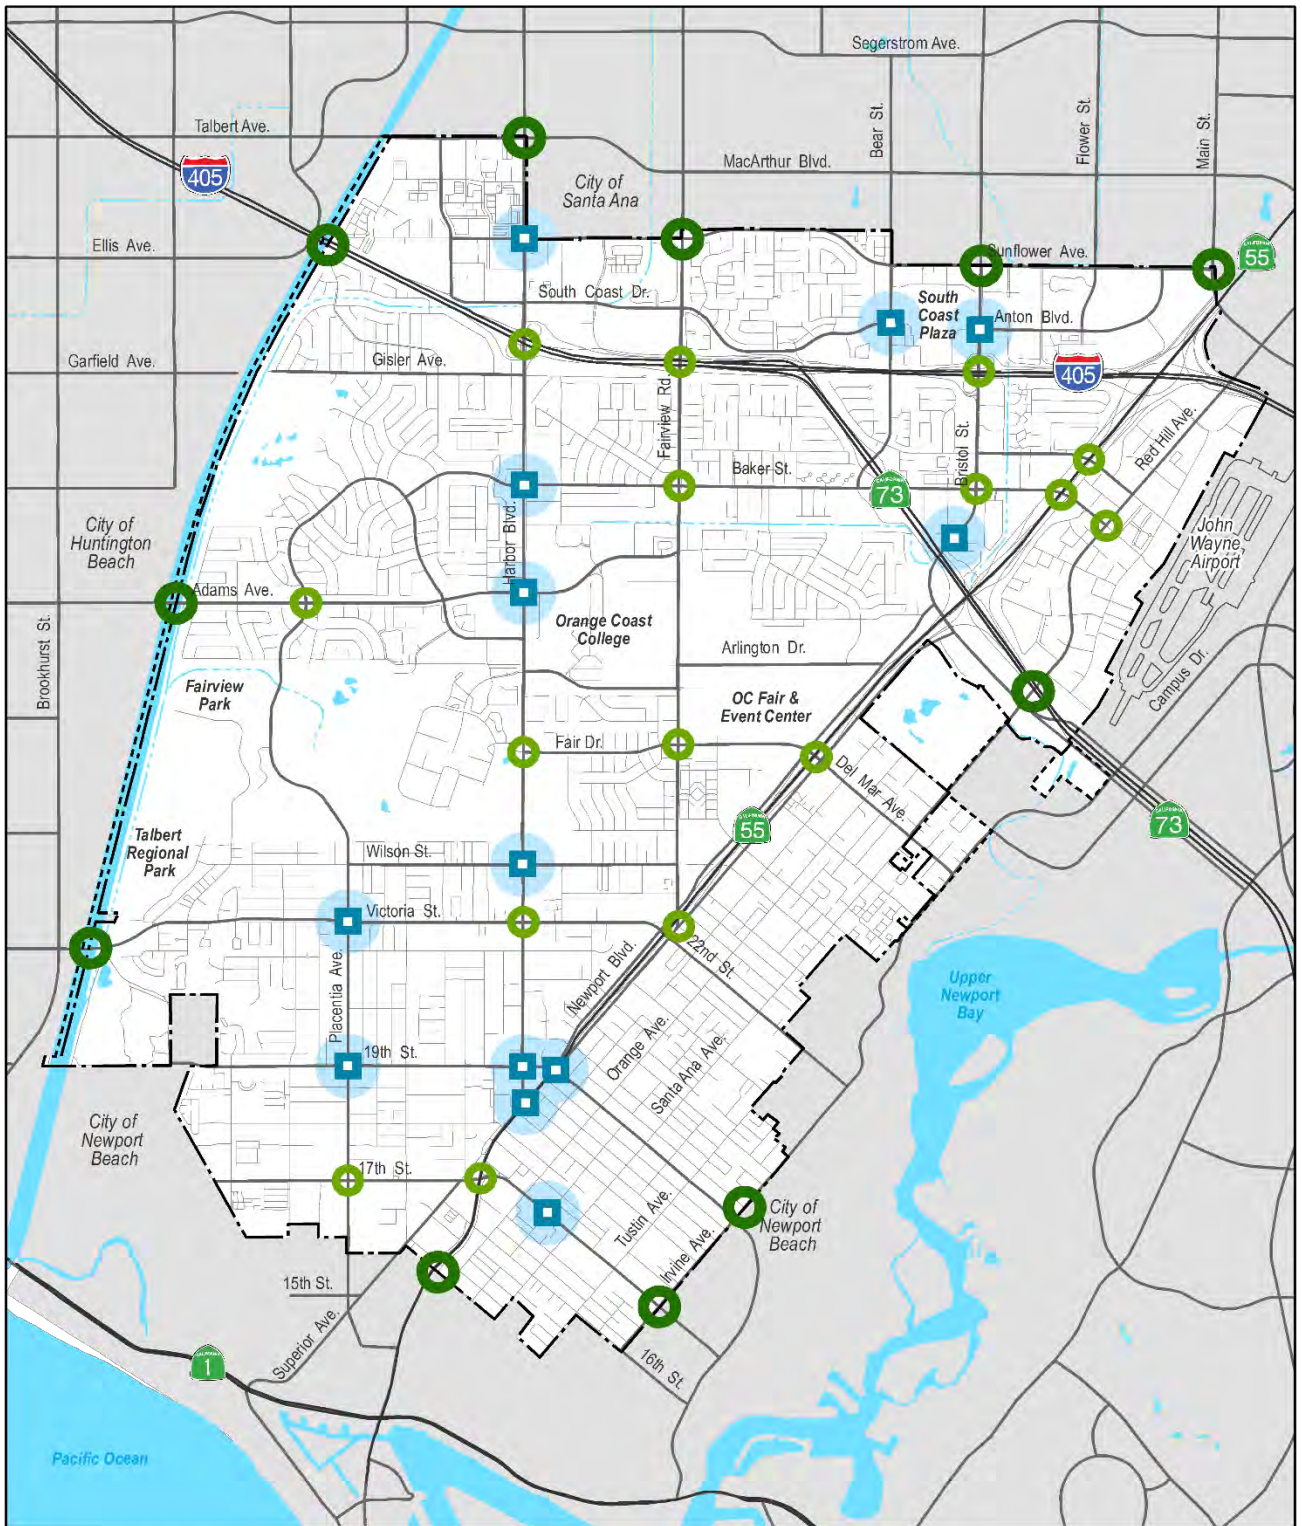 Segerstrom Ave.
Talbert Ave.
Bear St.
Flower St.
Main St.
MacArthur Blvd.
405
City of
Santa Ana
Ellis Ave.
Sunflower Ave.
CALIFORNIA
55
South Coast Dr.
South
Coast
Plaza
Anton Blvd.
Garfield Ave.
Gisler Ave.
405
Fairview Rd.
Bristol St.
Red Hill Ave.
Baker St.
CALIFORNIA
73
Harbor Blvd.
City of
Huntington
Beach
John
Wayne
Airport
Adams Ave.
Orange Coast
College
Brookhurst St.
Arlington Dr.
Campus Dr.
Fairview
Park
OC Fair &
Event Center
Fair Dr.
Del Mar Ave.
CALIFORNIA
55
CALIFORNIA
73
Talbert
Regional
Park
Wilson St.
Victoria St.
22nd St.
Newport Blvd.
Placentia Ave.
Upper
Newport
Bay
19th St.
Orange Ave.
Santa Ana Ave.
City of
Newport
Beach
17th St.
Tustin Ave.
City of
Newport
Beach
Irvine Ave.
15th St.
Superior Ave.
16th St.
CALIFORNIA
1
Pacific Ocean